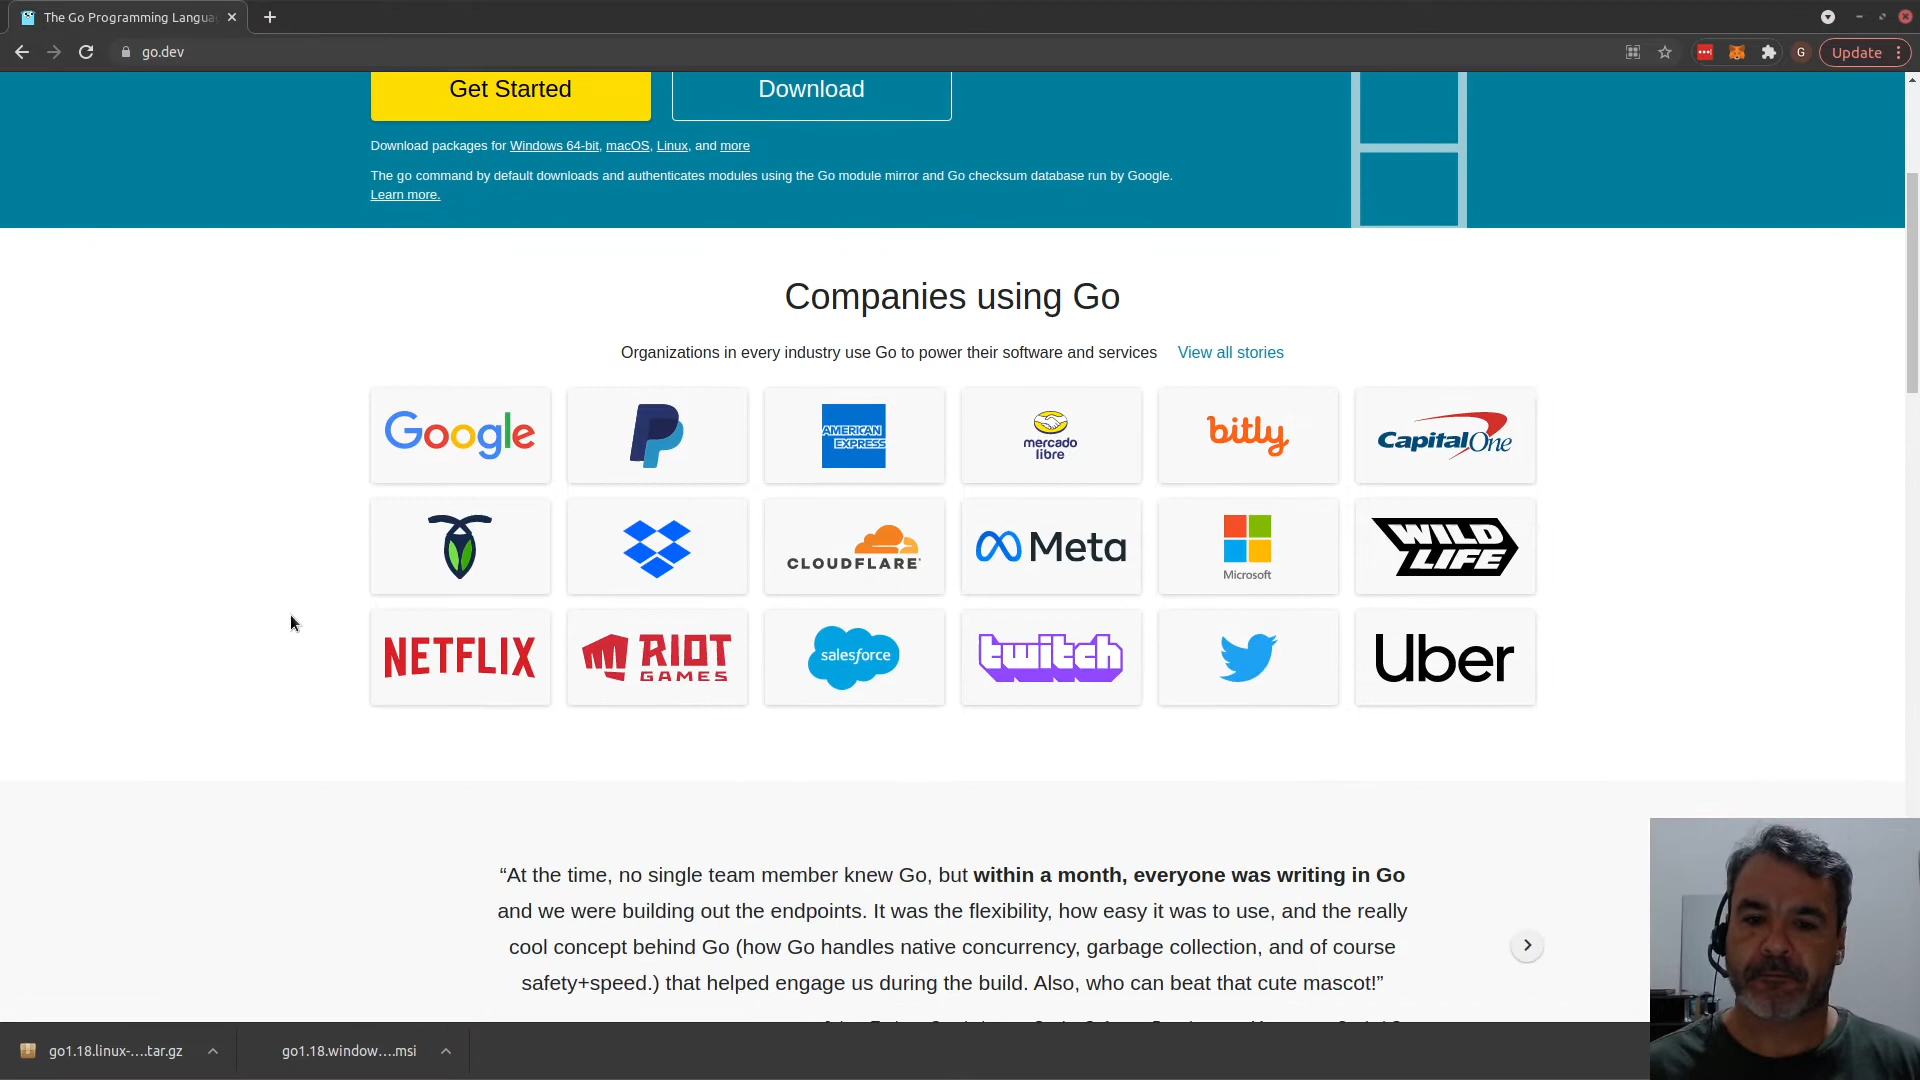 The Go Programming Langua
go.dev
G
Update
Get Started
Download
Download packages for Windows 64-bit, macOS, Linux, and more
The go command by default downloads and authenticates modules using the Go module mirror and Go checksum database run by Google.
Learn more.
Companies using Go
Organizations in every industry use Go to power their software and services View all stories
Google
AMERICAN EXPRESS
mercado libre
bitly
Capital One
CLOUDFLARE
Meta
Microsoft
WILD LIFE
NETFLIX
RIOT GAMES
salesforce
twitch
Uber
“At the time, no single team member knew Go, but within a month, everyone was writing in Go
and we were building out the endpoints. It was the flexibility, how easy it was to use, and the really
cool concept behind Go (how Go handles native concurrency, garbage collection, and of course
safety+speed.) that helped engage us during the build. Also, who can beat that cute mascot!”
go1.18.linux-....tar.gz
go1.18.window....msi